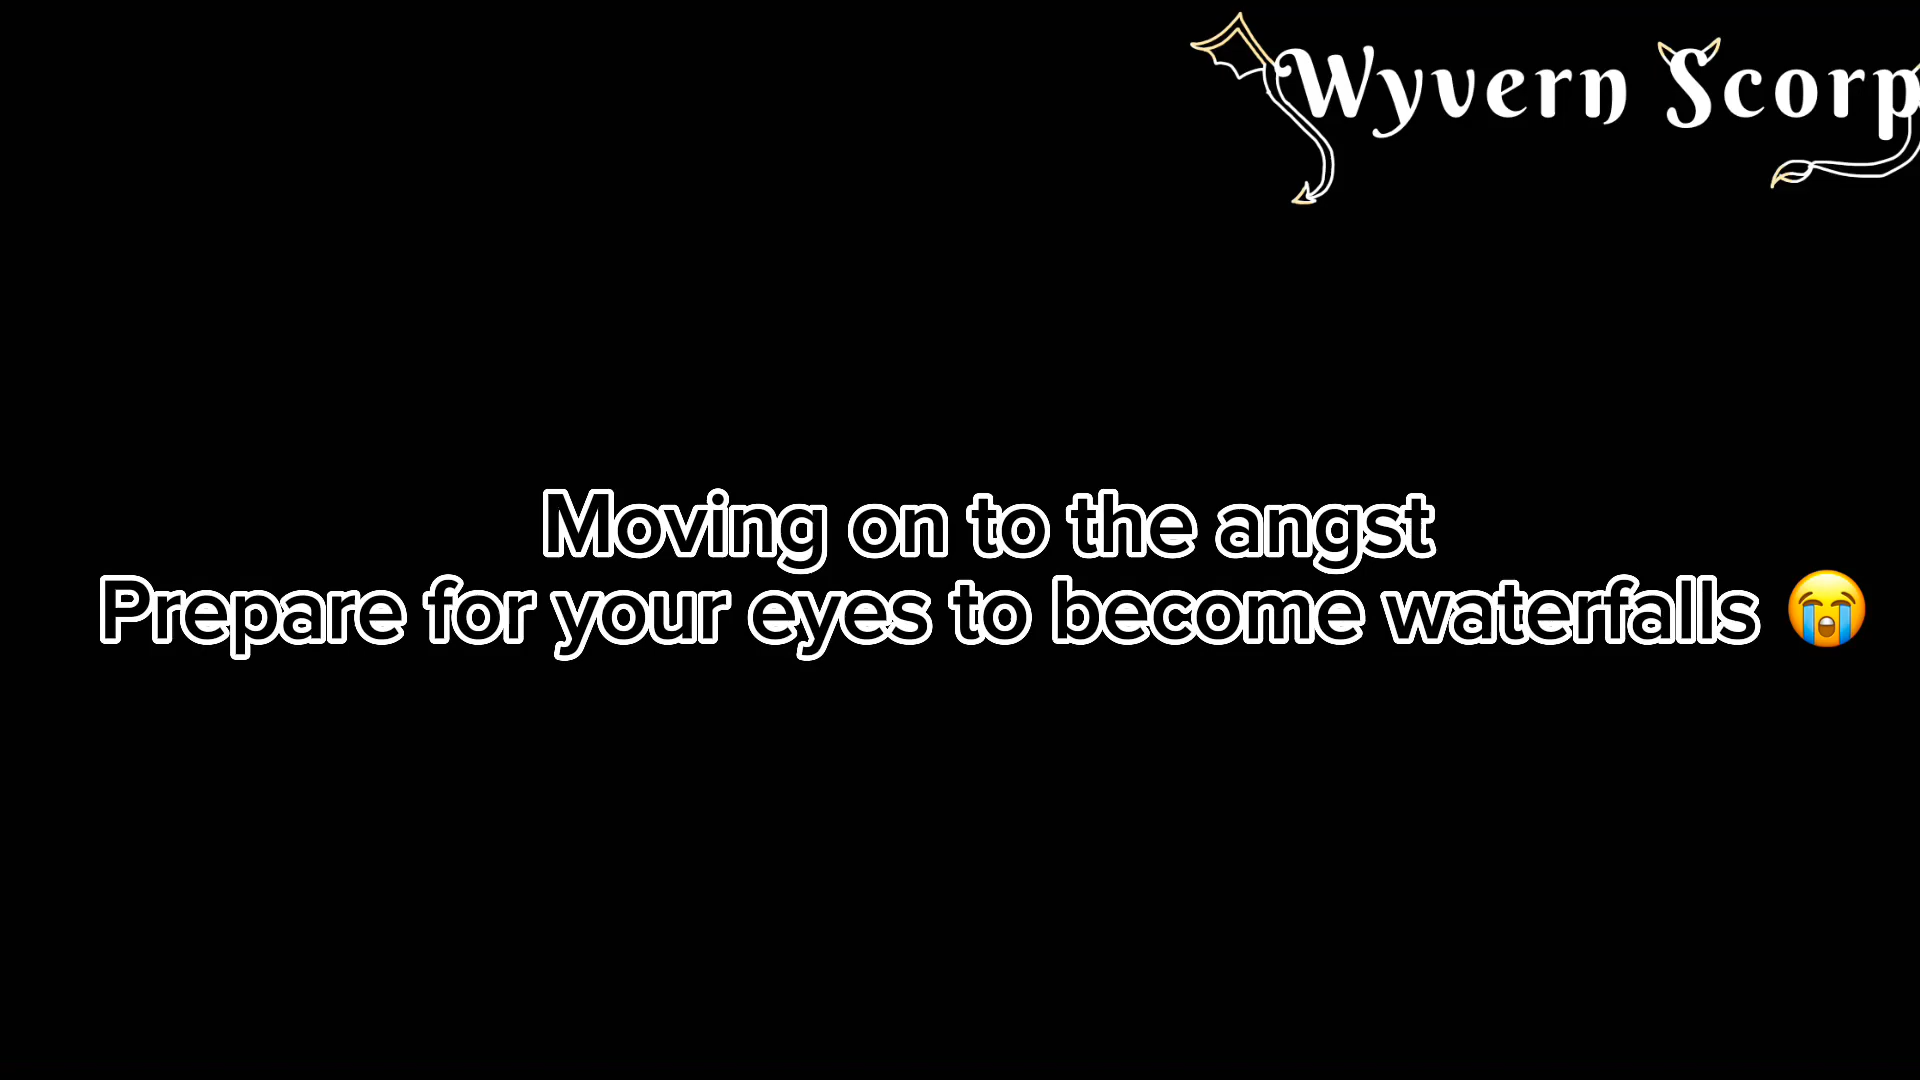 Wyvern Scorp
Moving on to the angst
Prepare for your eyes to become waterfalls 😭